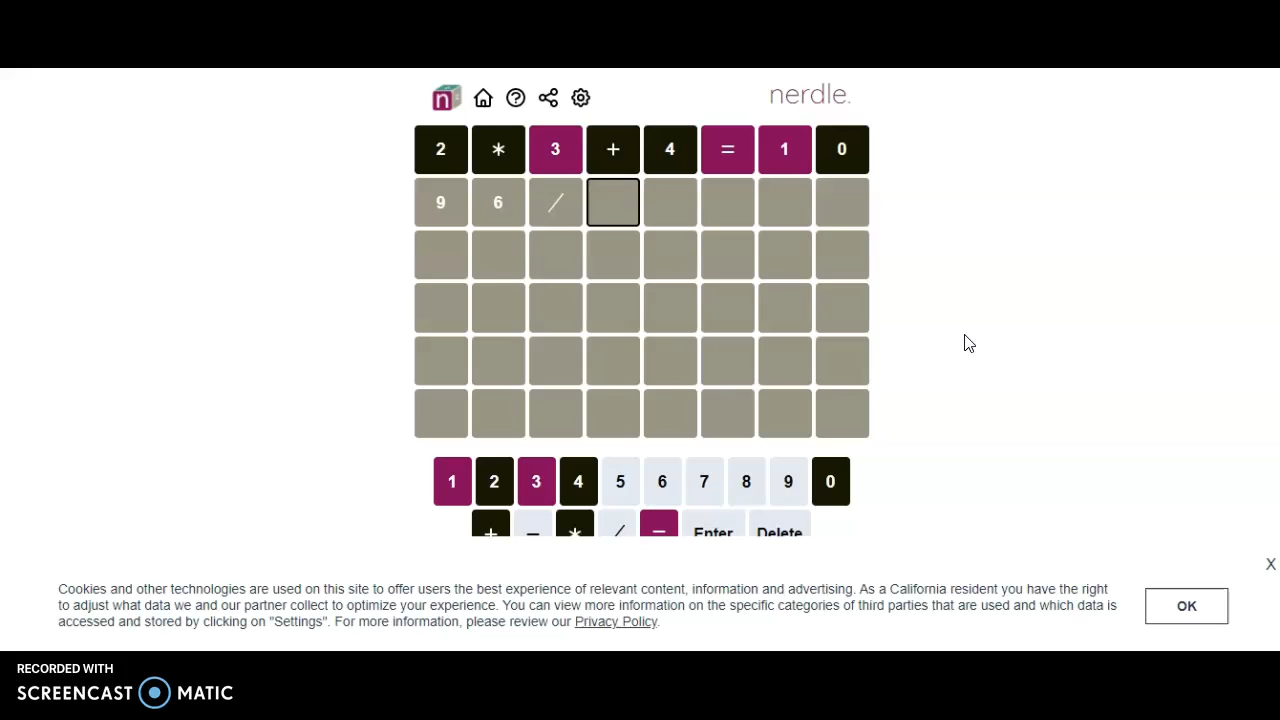 nerdle.
2 * 3 + 4 = 1 0
9 6 /
1 2 3 4 5 6 7 8 9 0
+ - * / = Enter Delete
X
Cookies and other technologies are used on this site to offer users the best experience of relevant content, information and advertising. As a California resident you have the right
to adjust what data we and our partner collect to optimize your experience. You can view more information on the specific categories of third parties that are used and which data is
accessed and stored by clicking on "Settings". For more information, please review our Privacy Policy.
OK
RECORDED WITH
SCREENCAST MATIC